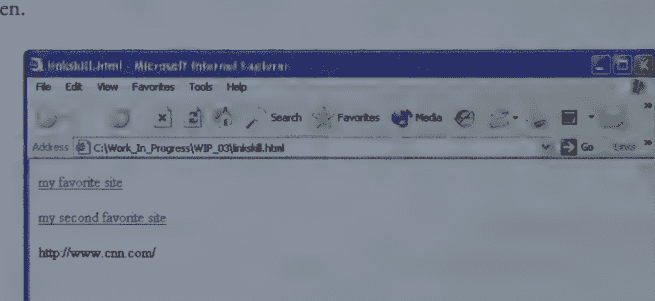 en.
linkskill.html - Microsoft Internet Explorer
File Edit View Favorites Tools Help
Search Favorites Media
Address C:\Work_In_Progress\WIP_03\linkskill.html Go Links
my favorite site
my second favorite site
http://www.cnn.com/